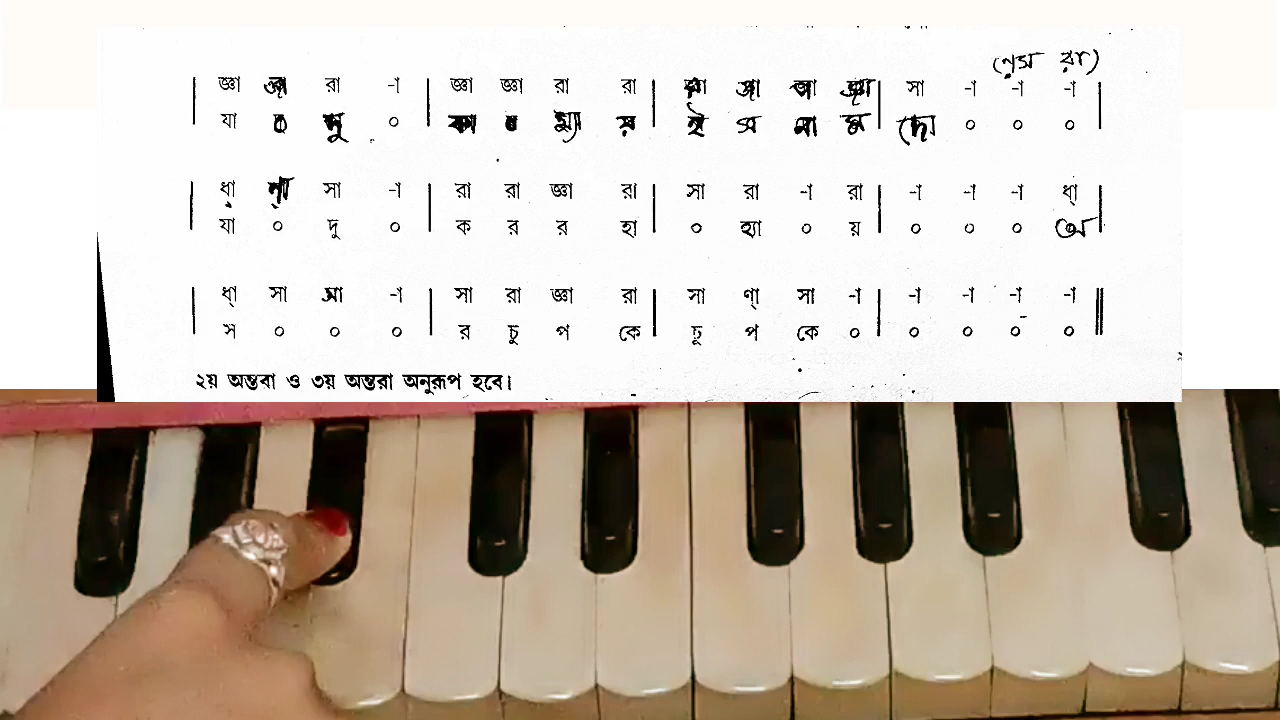 (ণ্‌স রা)
জ্ঞা জ্ঞা রা -া | জ্ঞা জ্ঞা রা রা | জ্ঞা জ্ঞা জ্ঞা | সা -া -া -া |
যা ০ দু ০ ম্যা য় ই স ম্ দো ০ ০ ০
ধ্া ণ্া সা -া | রা রা জ্ঞা রা | সা রা -া রা | -া -া -া ধ্ |
যা ০ দু ০ ক র র হা ০ হ্যা ০ য় ০ ০ ০ অ
ধ্ সা সা -া | সা রা জ্ঞা রা | সা ণ্ সা -া | -া -া -া -া ‖
স ০ ০ ০ র চু প কে চু প কে ০ ০ ০ ০ ০
২য় অন্তরা ও ৩য় অন্তরা অনুরূপ হবে।